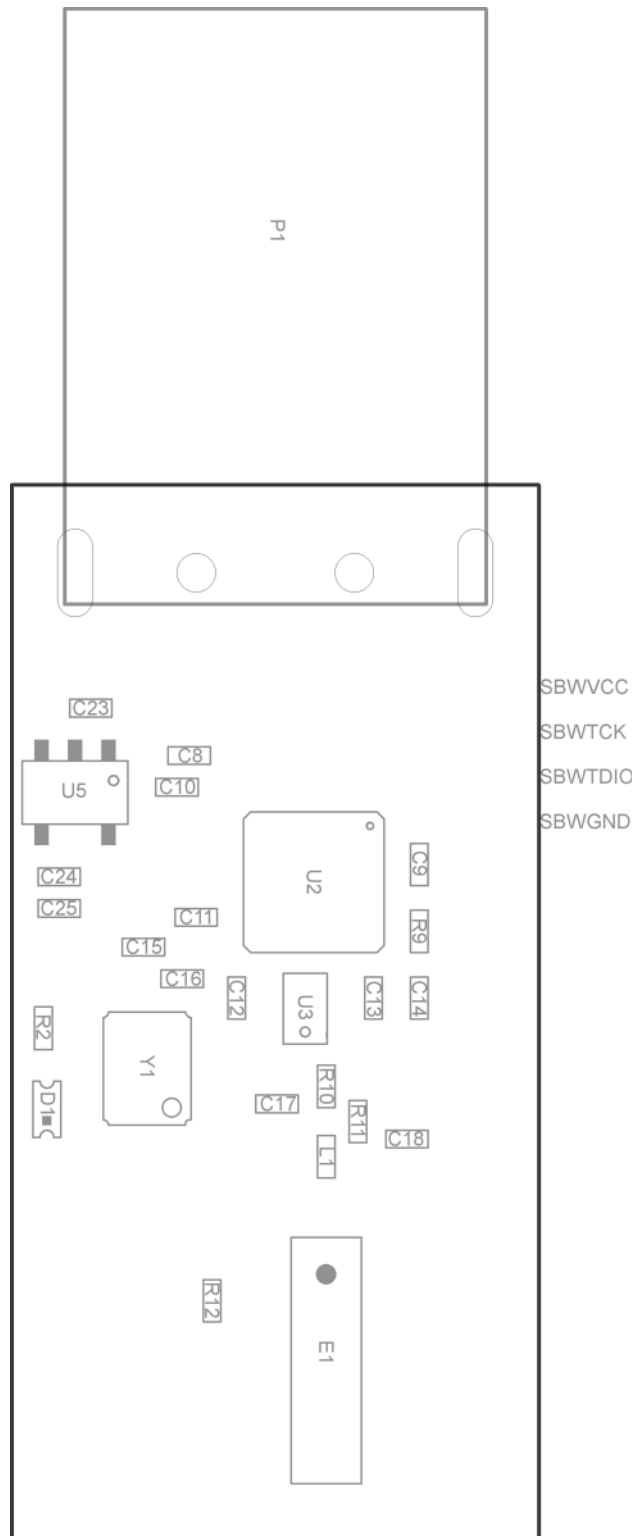 P1
SBWVCC
C23
SBWTCK
C8
SBWTDIO
C10
U5
SBWGND
C9
C24
U2
C25
C11
R9
C15
C16
C12
U3
C13
C14
R2
Y1
R10
D1
C17
R11
C18
L1
R12
E1